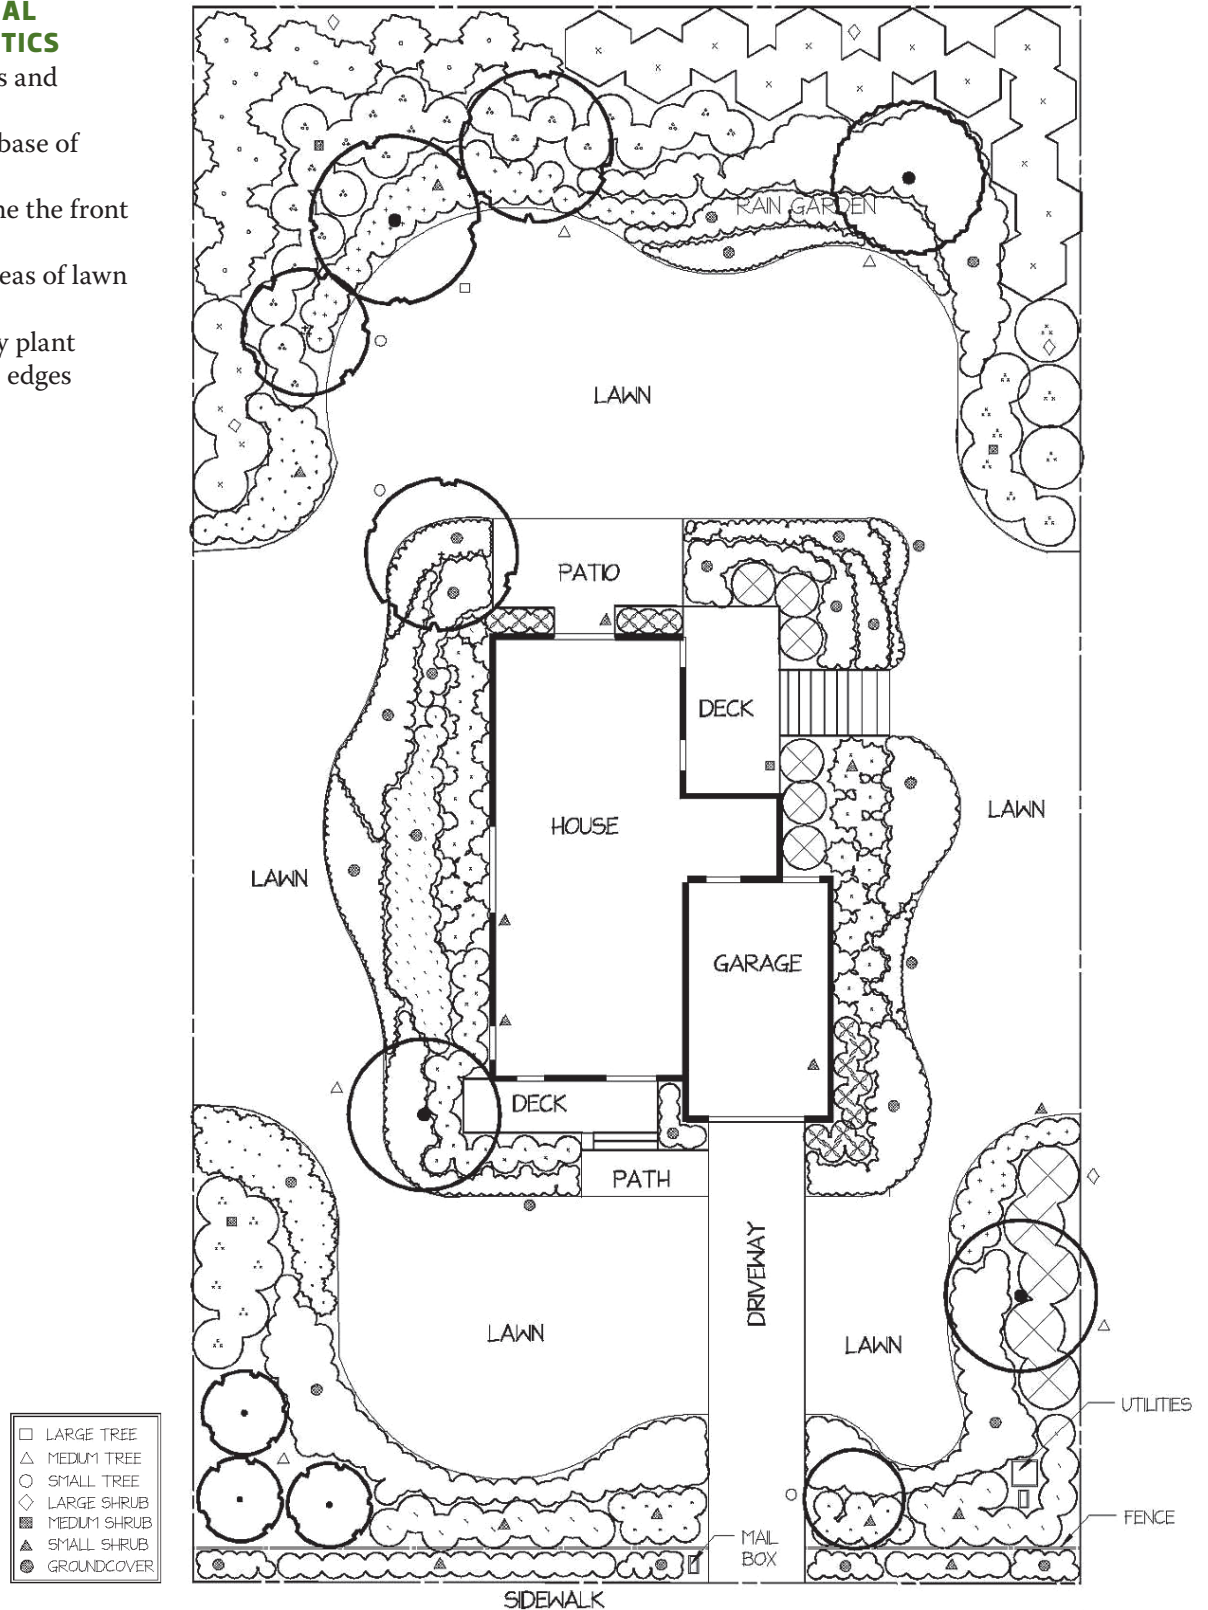 AL
TICS
s and
base of
ne the front
eas of lawn
y plant
edges
RAIN GARDEN
LAWN
PATIO
DECK
HOUSE
LAWN
LAWN
GARAGE
DECK
PATH
DRIVEWAY
LAWN
LAWN
UTILITIES
FENCE
MAIL
BOX
SIDEWALK
LARGE TREE
MEDIUM TREE
SMALL TREE
LARGE SHRUB
MEDIUM SHRUB
SMALL SHRUB
GROUNDCOVER